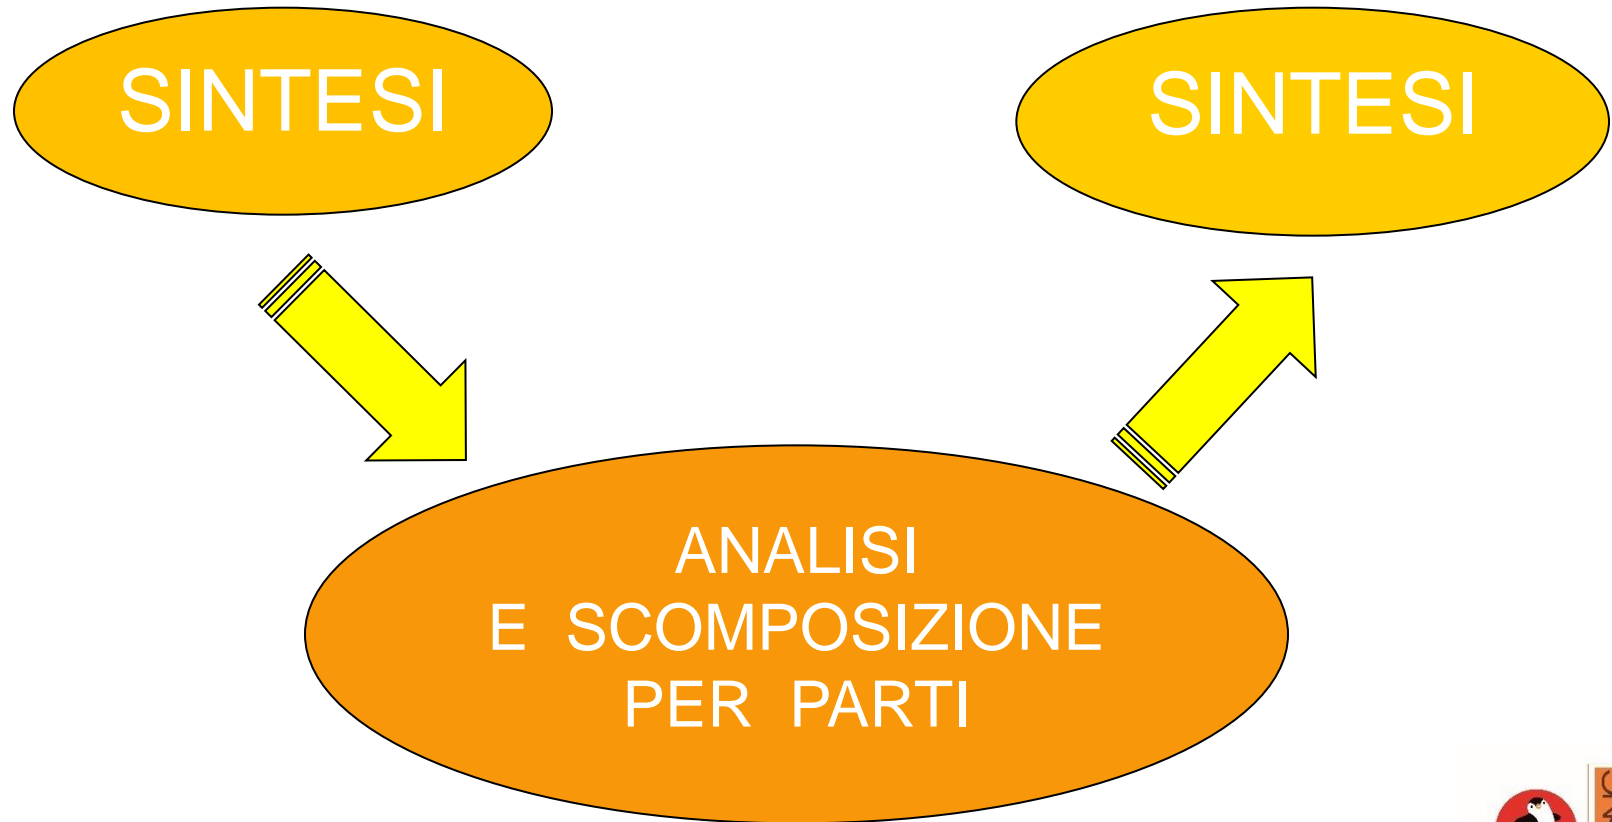 SINTESI
SINTESI
ANALISI
E SCOMPOSIZIONE
PER PARTI